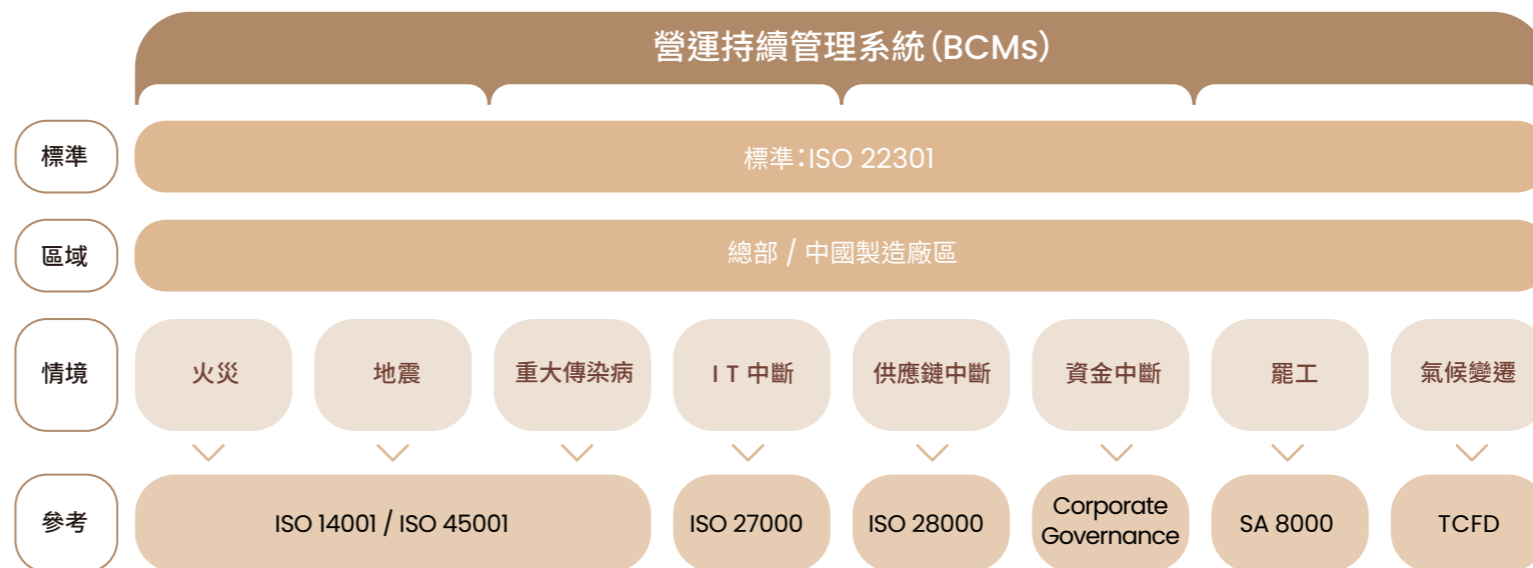 營運持續管理系統（BCMs）
標準
標準：ISO 22301
區域
總部 / 中國製造廠區
情境
火災
地震
重大傳染病
IT 中斷
供應鏈中斷
資金中斷
罷工
氣候變遷
參考
ISO 14001 / ISO 45001
ISO 27000
ISO 28000
Corporate
Governance
SA 8000
TCFD